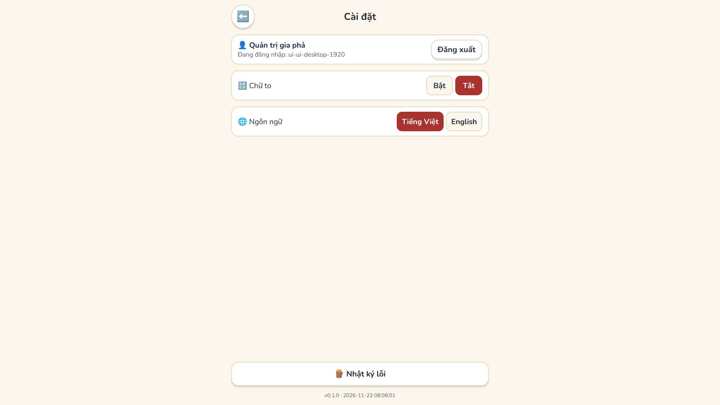 Cài đặt
Quản trị gia phả
Đang đăng nhập: ui-ui-desktop-1920
Đăng xuất
Chữ to
Bật
Tắt
Ngôn ngữ
Tiếng Việt
English
Nhật ký lỗi
v0.1.0 · 2026-11-23 08:08:01